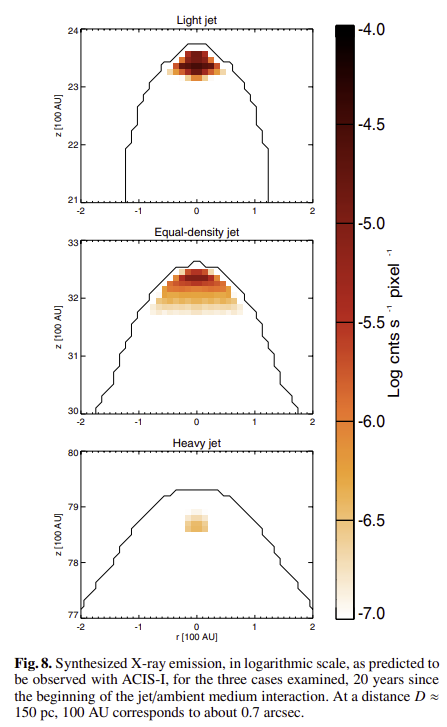 Light jet
24
23
22
21
z [100 AU]
-2 -1 0 1 2
Equal-density jet
33
32
31
30
z [100 AU]
-2 -1 0 1 2
Heavy jet
80
79
78
77
z [100 AU]
-2 -1 0 1 2
r [100 AU]
-4.0
-4.5
-5.0
-5.5
-6.0
-6.5
-7.0
Log cnts s⁻¹ pixel⁻¹
Fig. 8. Synthesized X-ray emission, in logarithmic scale, as predicted to
be observed with ACIS-I, for the three cases examined, 20 years since
the beginning of the jet/ambient medium interaction. At a distance D ≈
150 pc, 100 AU corresponds to about 0.7 arcsec.